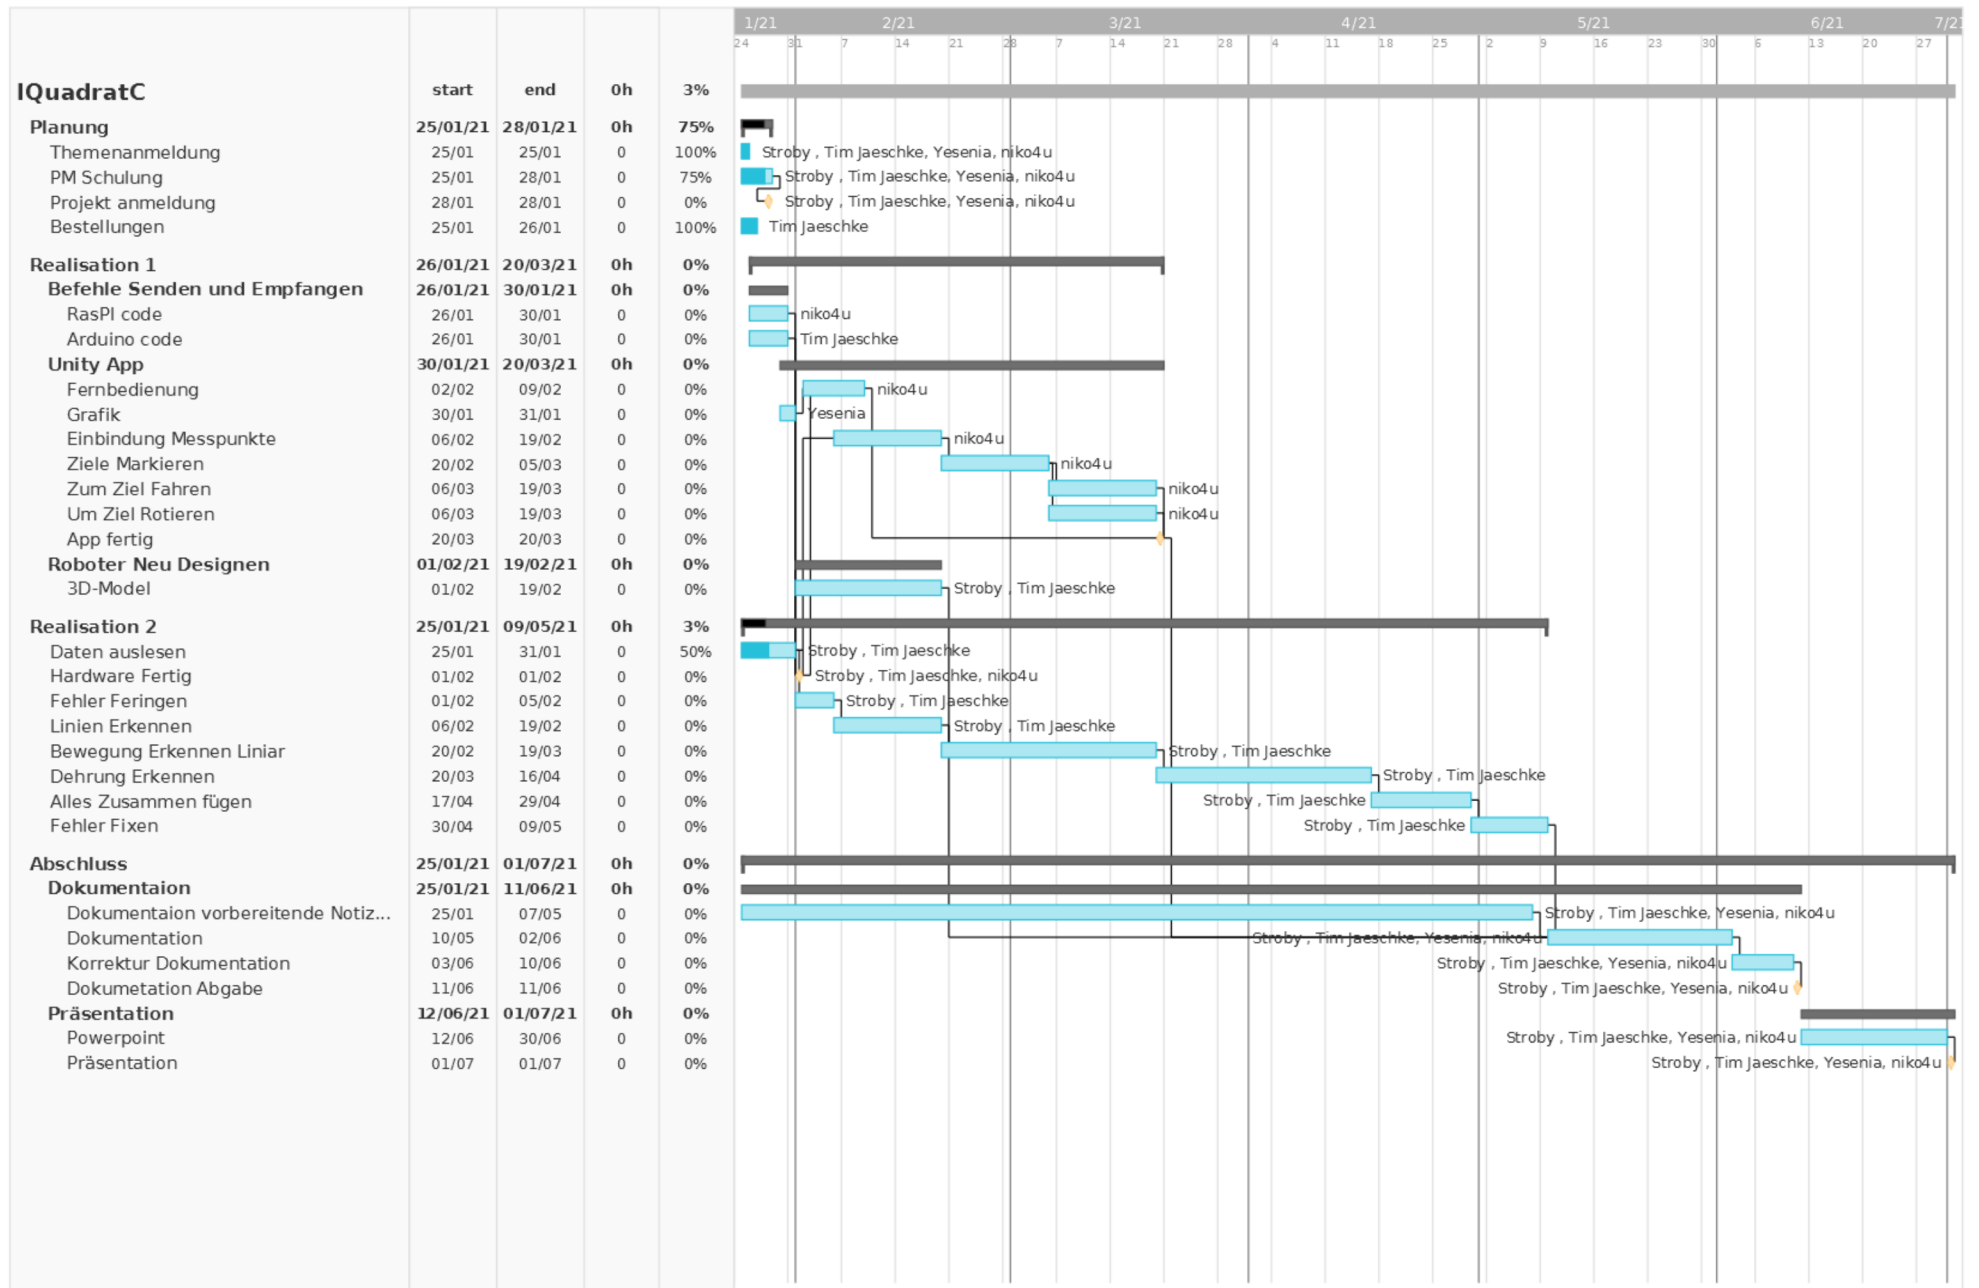 1/21 2/21 3/21 4/21 5/21 6/21 7/21
24 31 7 14 21 28 7 14 21 28 4 11 18 25 2 9 16 23 30 6 13 20 27
IQuadratC start end 0h 3%
Planung 25/01/21 28/01/21 0h 75%
Themenanmeldung 25/01 25/01 0 100% Stroby , Tim Jaeschke, Yesenia, niko4u
PM Schulung 25/01 28/01 0 75% Stroby , Tim Jaeschke, Yesenia, niko4u
Projekt anmeldung 28/01 28/01 0 0% Stroby , Tim Jaeschke, Yesenia, niko4u
Bestellungen 25/01 26/01 0 100% Tim Jaeschke
Realisation 1 26/01/21 20/03/21 0h 0%
Befehle Senden und Empfangen 26/01/21 30/01/21 0h 0%
RasPI code 26/01 30/01 0 0% niko4u
Arduino code 26/01 30/01 0 0% Tim Jaeschke
Unity App 30/01/21 20/03/21 0h 0%
Fernbedienung 02/02 09/02 0 0% niko4u
Grafik 30/01 31/01 0 0% Yesenia
Einbindung Messpunkte 06/02 19/02 0 0% niko4u
Ziele Markieren 20/02 05/03 0 0% niko4u
Zum Ziel Fahren 06/03 19/03 0 0% niko4u
Um Ziel Rotieren 06/03 19/03 0 0% niko4u
App fertig 20/03 20/03 0 0%
Roboter Neu Designen 01/02/21 19/02/21 0h 0%
3D-Model 01/02 19/02 0 0% Stroby , Tim Jaeschke
Realisation 2 25/01/21 09/05/21 0h 3%
Daten auslesen 25/01 31/01 0 50% Stroby , Tim Jaeschke
Hardware Fertig 01/02 01/02 0 0% Stroby , Tim Jaeschke, niko4u
Fehler Feringen 01/02 05/02 0 0% Stroby , Tim Jaeschke
Linien Erkennen 06/02 19/02 0 0% Stroby , Tim Jaeschke
Bewegung Erkennen Liniar 20/02 19/03 0 0% Stroby , Tim Jaeschke
Dehrung Erkennen 20/03 16/04 0 0% Stroby , Tim Jaeschke
Alles Zusammen fügen 17/04 29/04 0 0% Stroby , Tim Jaeschke
Fehler Fixen 30/04 09/05 0 0% Stroby , Tim Jaeschke
Abschluss 25/01/21 01/07/21 0h 0%
Dokumentaion 25/01/21 11/06/21 0h 0%
Dokumentaion vorbereitende Notiz... 25/01 07/05 0 0% Stroby , Tim Jaeschke, Yesenia, niko4u
Dokumentation 10/05 02/06 0 0% Stroby , Tim Jaeschke, Yesenia, niko4u
Korrektur Dokumentation 03/06 10/06 0 0% Stroby , Tim Jaeschke, Yesenia, niko4u
Dokumetation Abgabe 11/06 11/06 0 0% Stroby , Tim Jaeschke, Yesenia, niko4u
Präsentation 12/06/21 01/07/21 0h 0%
Powerpoint 12/06 30/06 0 0% Stroby , Tim Jaeschke, Yesenia, niko4u
Präsentation 01/07 01/07 0 0% Stroby , Tim Jaeschke, Yesenia, niko4u